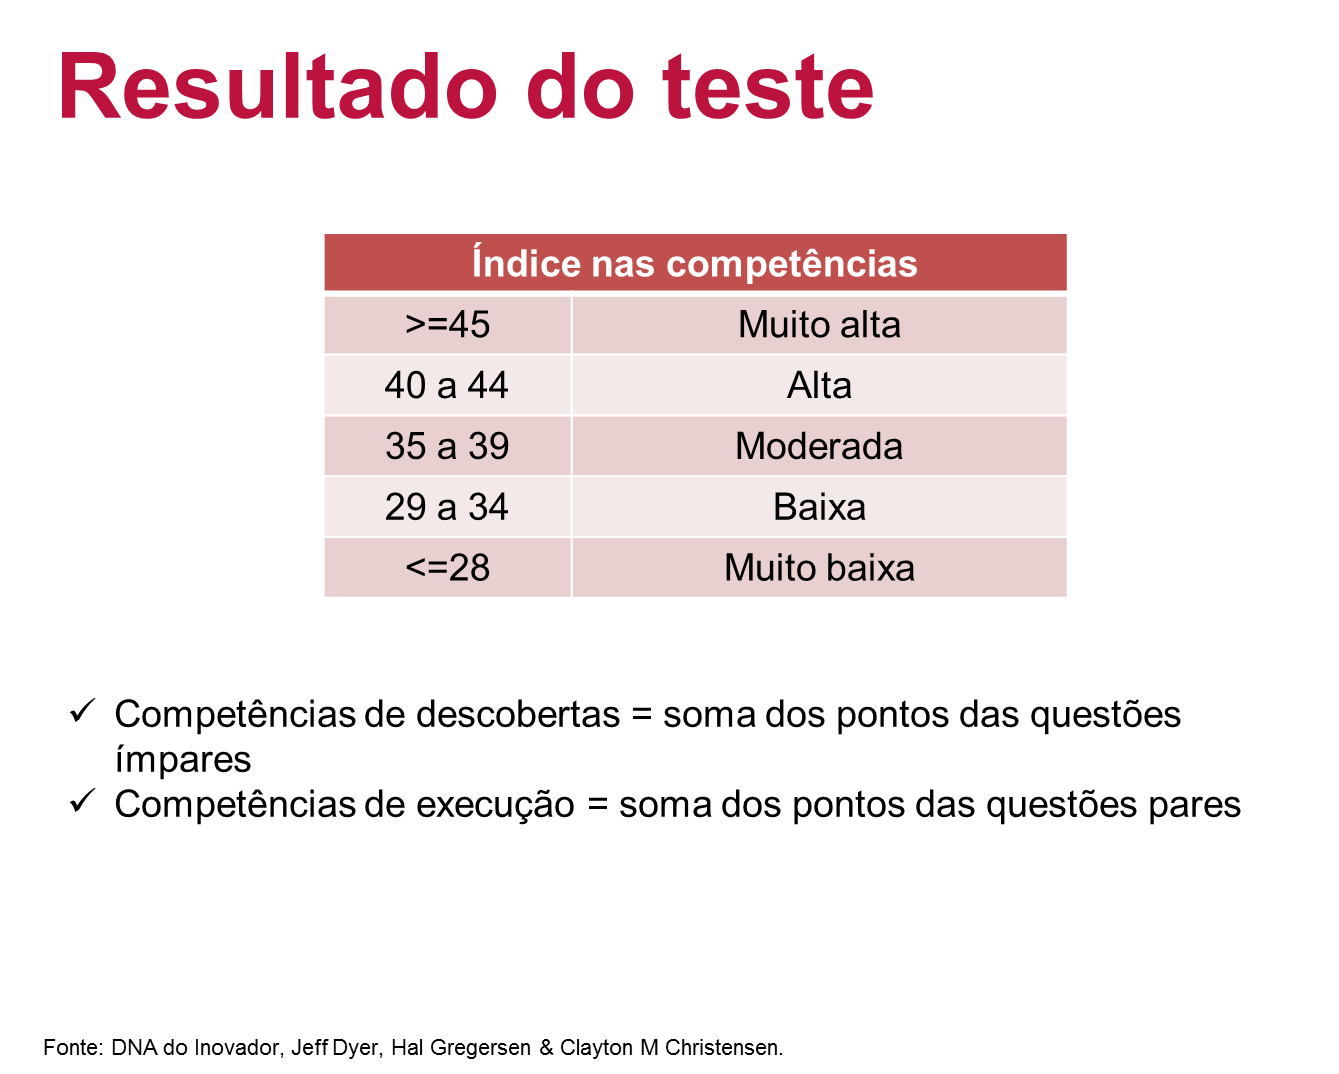 Resultado do teste
Índice nas competências
>=45 Muito alta
40 a 44 Alta
35 a 39 Moderada
29 a 34 Baixa
<=28 Muito baixa
✓ Competências de descobertas = soma dos pontos das questões
ímpares
✓ Competências de execução = soma dos pontos das questões pares
Fonte: DNA do Inovador, Jeff Dyer, Hal Gregersen & Clayton M Christensen.